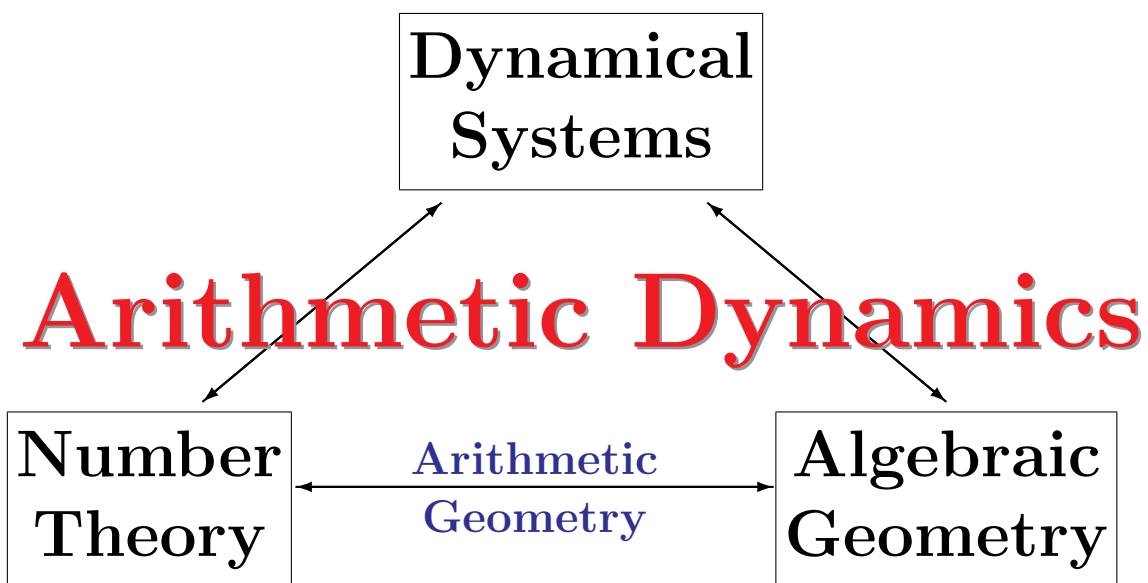 Dynamical
Systems
Arithmetic Dynamics
Number
Theory
Arithmetic
Geometry
Algebraic
Geometry